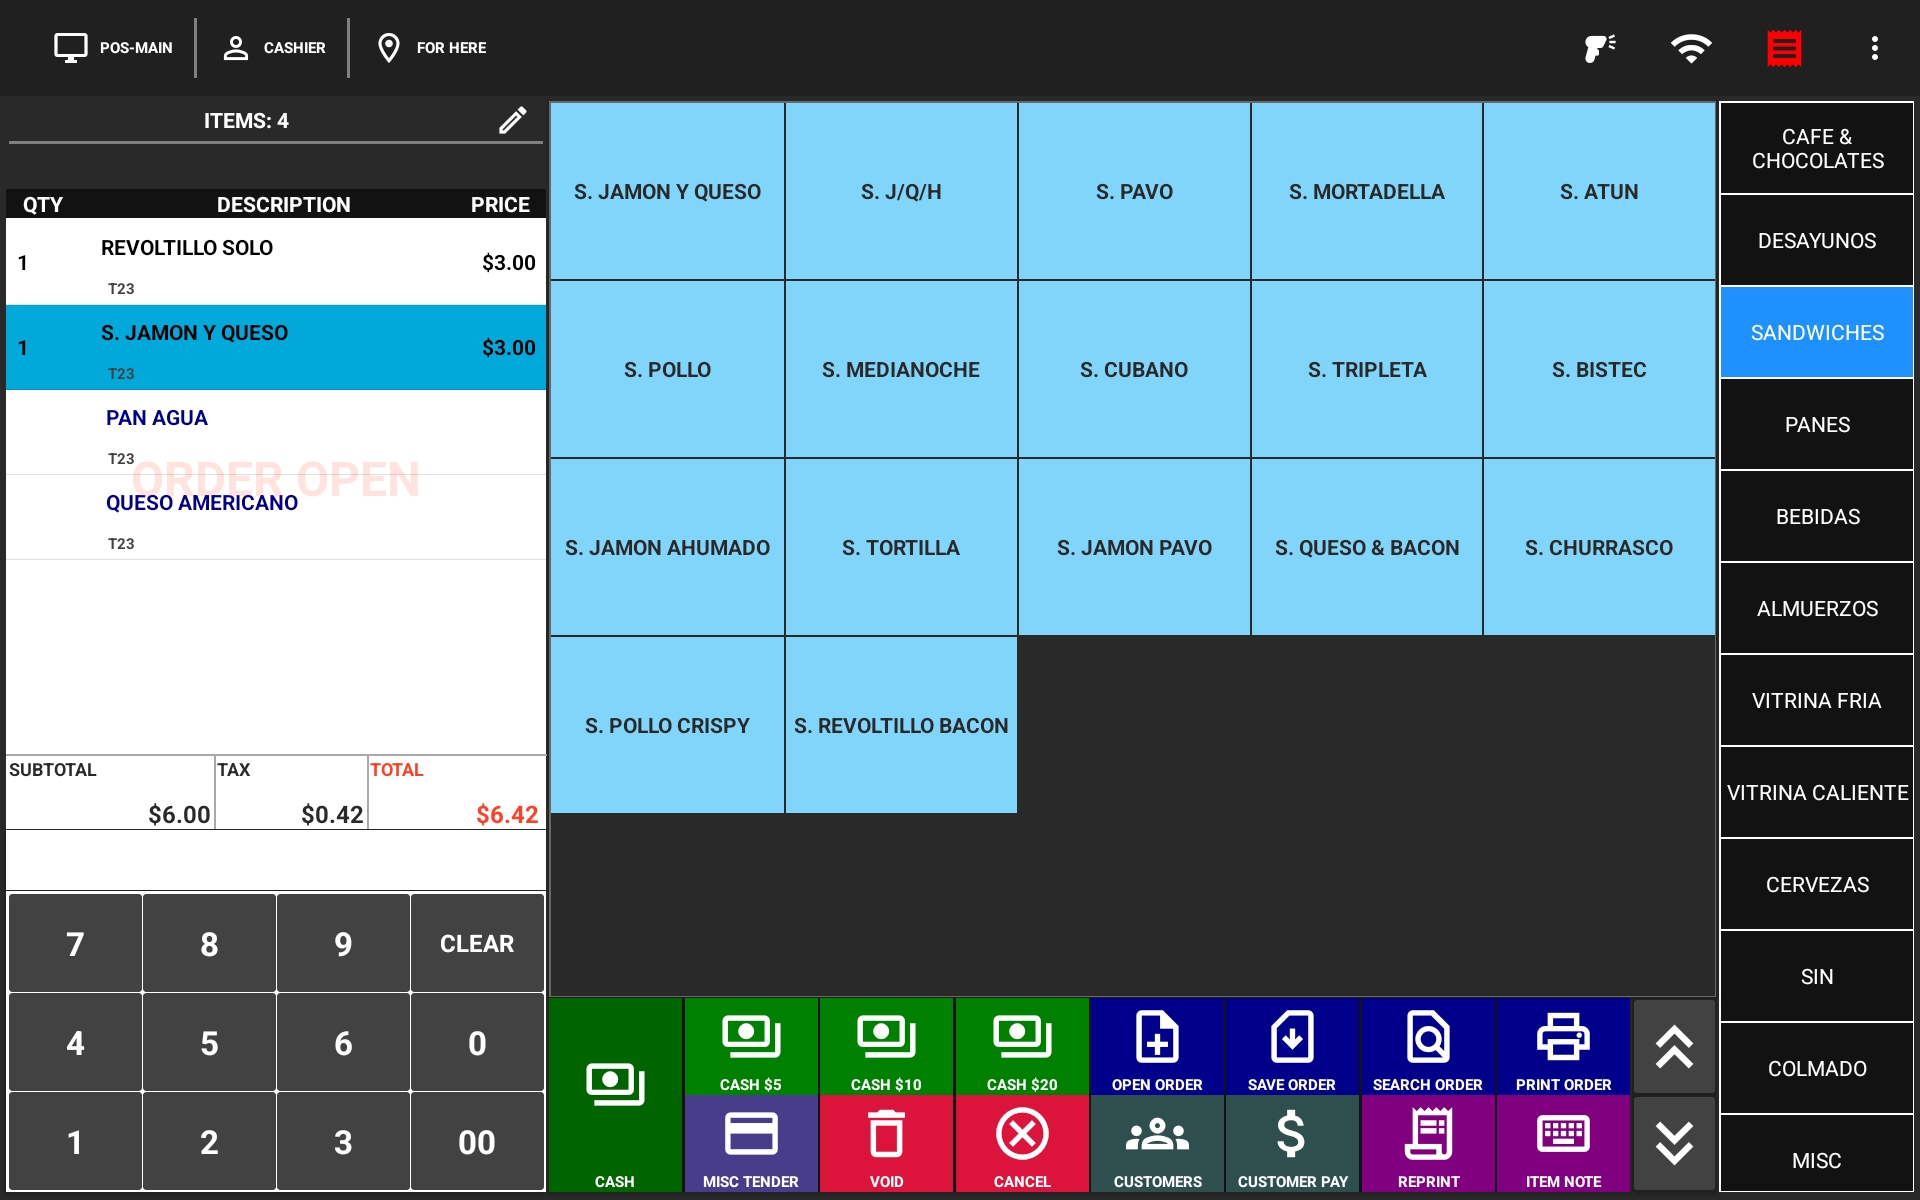 POS-MAIN
CASHIER
FOR HERE
ITEMS: 4
QTY DESCRIPTION PRICE
REVOLTILLO SOLO
1 $3.00
T23
S. JAMON Y QUESO
1 $3.00
T23
PAN AGUA
T23
ORDER OPEN
QUESO AMERICANO
T23
SUBTOTAL TAX TOTAL
$6.00 $0.42 $6.42
7 8 9 CLEAR
4 5 6 0
1 2 3 00
S. JAMON Y QUESO
S. J/Q/H
S. PAVO
S. MORTADELLA
S. ATUN
S. POLLO
S. MEDIANOCHE
S. CUBANO
S. TRIPLETA
S. BISTEC
S. JAMON AHUMADO
S. TORTILLA
S. JAMON PAVO
S. QUESO & BACON
S. CHURRASCO
S. POLLO CRISPY
S. REVOLTILLO BACON
CASH
CASH $5
CASH $10
CASH $20
OPEN ORDER
SAVE ORDER
SEARCH ORDER
PRINT ORDER
MISC TENDER
VOID
CANCEL
CUSTOMERS
CUSTOMER PAY
REPRINT
ITEM NOTE
CAFE &
CHOCOLATES
DESAYUNOS
SANDWICHES
PANES
BEBIDAS
ALMUERZOS
VITRINA FRIA
VITRINA CALIENTE
CERVEZAS
SIN
COLMADO
MISC